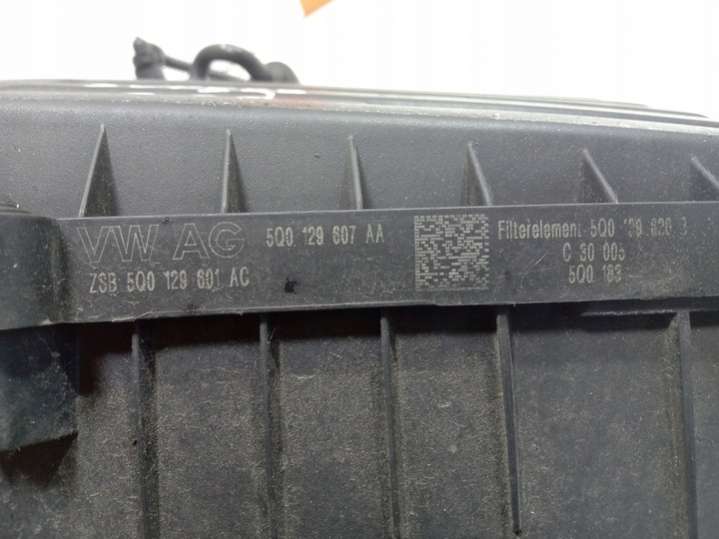 VW AG 5Q0 129 607 AA
ZSB 5Q0 129 601 AC
Filterelement 5Q0 129 620 B
C 30 005
5Q0 183